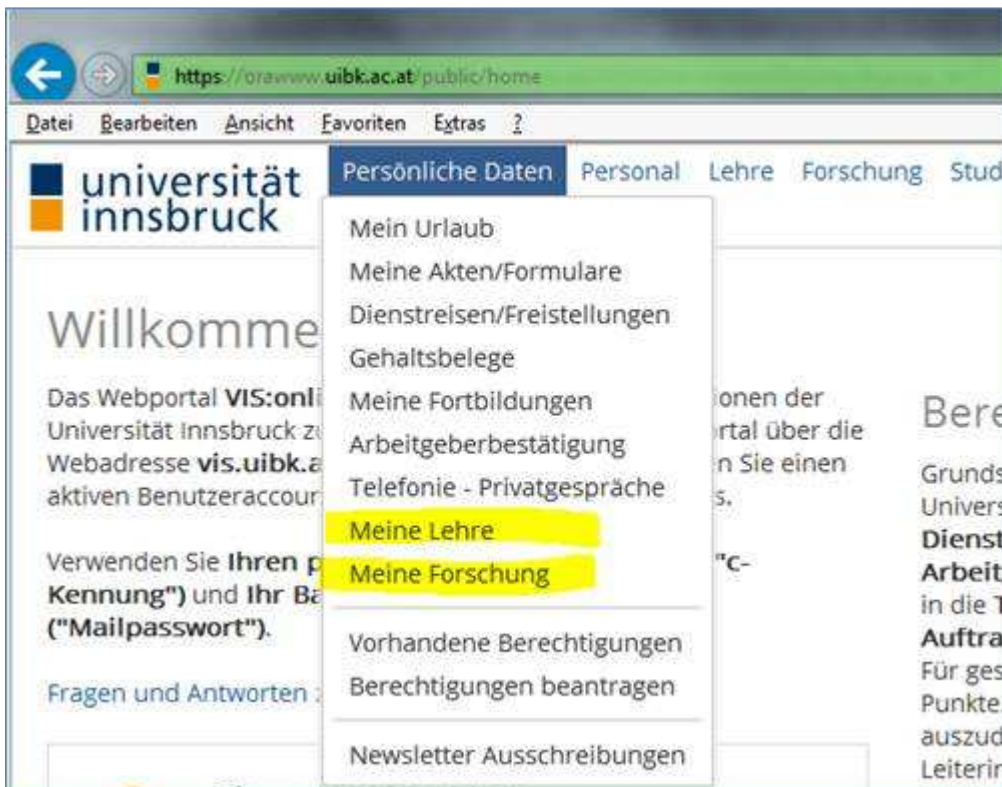 https://orawww.uibk.ac.at/public/home
Datei Bearbeiten Ansicht Favoriten Extras ?
universität
innsbruck
Persönliche Daten Personal Lehre Forschung Stud
Mein Urlaub
Meine Akten/Formulare
Dienstreisen/Freistellungen
Gehaltsbelege
Meine Fortbildungen
Arbeitgeberbestätigung
Telefonie - Privatgespräche
Meine Lehre
Meine Forschung
Vorhandene Berechtigungen
Berechtigungen beantragen
Newsletter Ausschreibungen
Willkomme
Das Webportal VIS:onli onen der
Universität Innsbruck zu rtal über die
Webadresse vis.uibk.a n Sie einen
aktiven Benutzeraccour s.
Verwenden Sie Ihren p "c-
Kennung") und Ihr Ba
("Mailpasswort").
Fragen und Antworten
Bere
Grunds
Univers
Dienst
Arbeit
in die T
Auftra
Für ges
Punkte
auszud
Leiterin